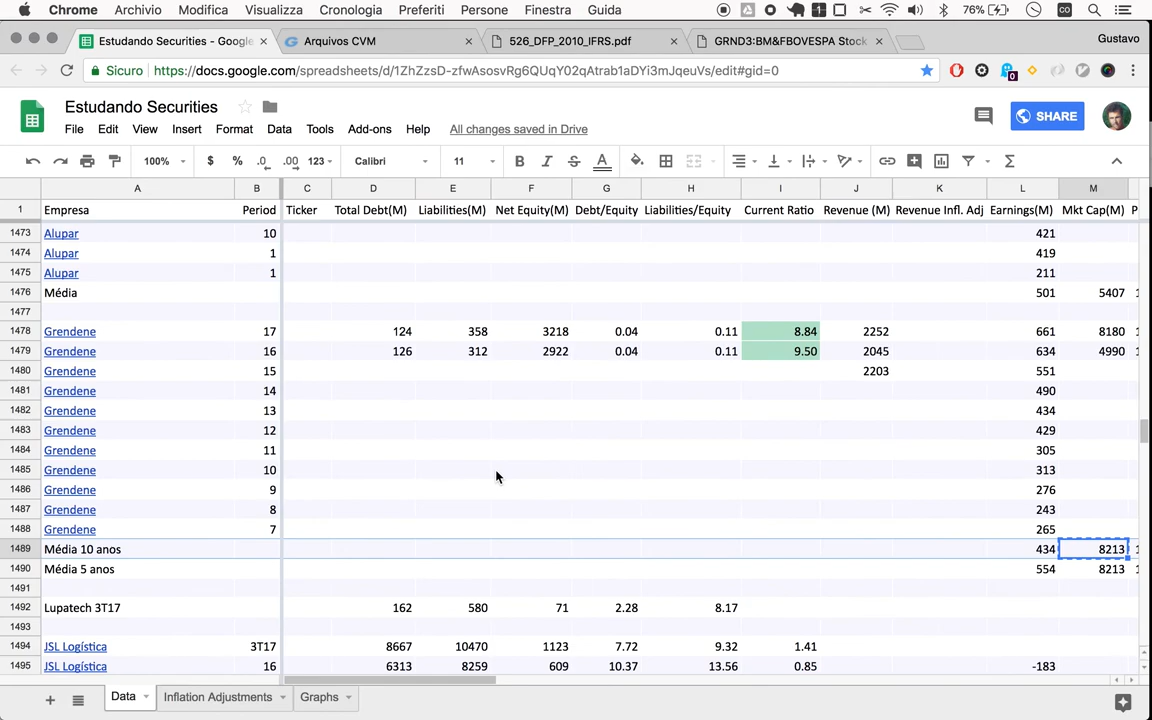 Chrome Archivio Modifica Visualizza Cronologia Preferiti Persone Finestra Guida 1 76% CO
Estudando Securities - Google Arquivos CVM 526_DFP_2010_IFRS.pdf GRND3:BM&FBOVESPA Stock Gustavo
Sicuro https://docs.google.com/spreadsheets/d/1ZhZzsD-zfwAsosvRg6QUqY02qAtrab1aDYi3mJqeuVs/edit#gid=0 0
Estudando Securities
File Edit View Insert Format Data Tools Add-ons Help All changes saved in Drive SHARE
100% $ % .0 .00 123 Calibri 11 B I S A
A B C D E F G H I J K L M
1 Empresa Period Ticker Total Debt(M) Liabilities(M) Net Equity(M) Debt/Equity Liabilities/Equity Current Ratio Revenue (M) Revenue Infl. Adj Earnings(M) Mkt Cap(M) P
1473 Alupar 10 421
1474 Alupar 1 419
1475 Alupar 1 211
1476 Média 501 5407 1
1477
1478 Grendene 17 124 358 3218 0.04 0.11 8.84 2252 661 8180 1
1479 Grendene 16 126 312 2922 0.04 0.11 9.50 2045 634 4990 1
1480 Grendene 15 2203 551
1481 Grendene 14 490
1482 Grendene 13 434
1483 Grendene 12 429
1484 Grendene 11 305
1485 Grendene 10 313
1486 Grendene 9 276
1487 Grendene 8 243
1488 Grendene 7 265
1489 Média 10 anos 434 8213 1
1490 Média 5 anos 554 8213 1
1491
1492 Lupatech 3T17 162 580 71 2.28 8.17
1493
1494 JSL Logística 3T17 8667 10470 1123 7.72 9.32 1.41
1495 JSL Logística 16 6313 8259 609 10.37 13.56 0.85 -183
Data Inflation Adjustments Graphs